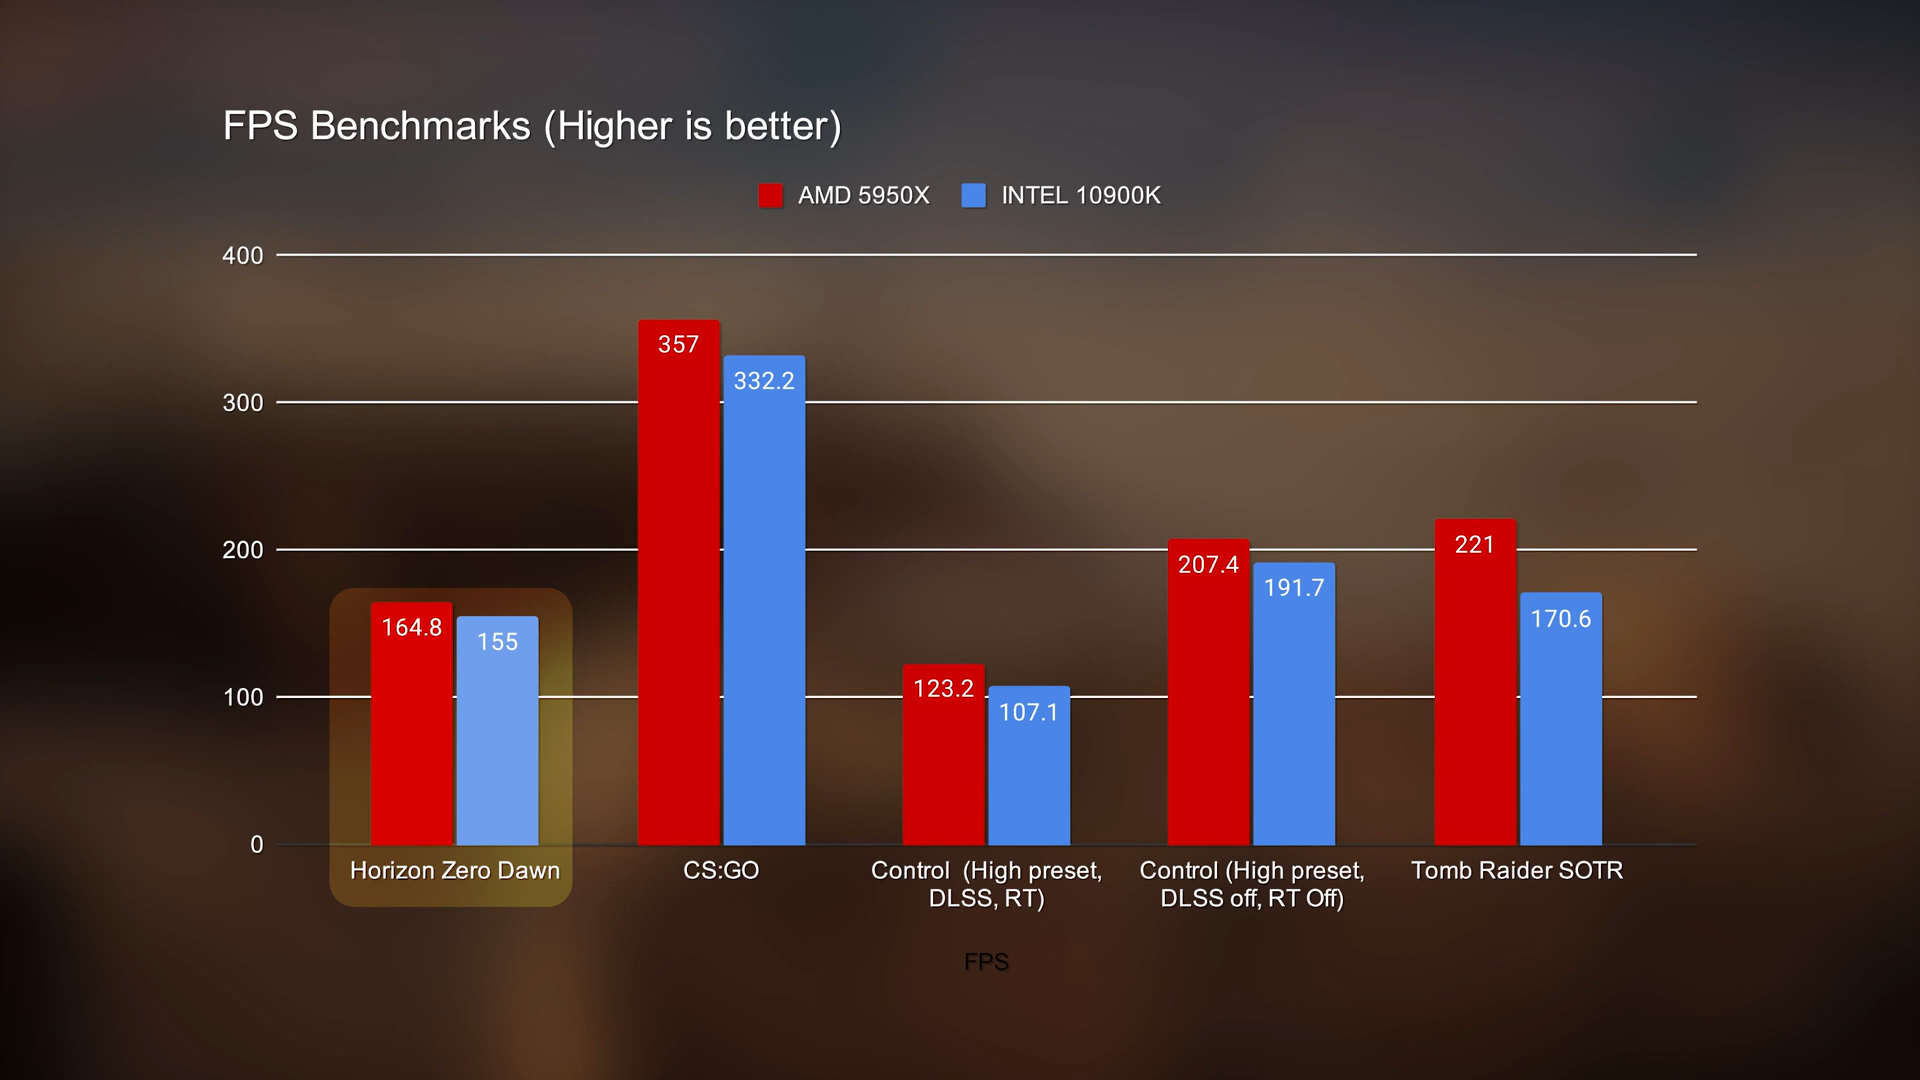 FPS Benchmarks (Higher is better)
AMD 5950X INTEL 10900K
400
300
200
100
0
164.8
155
357
332.2
123.2
107.1
207.4
191.7
221
170.6
Horizon Zero Dawn
CS:GO
Control (High preset,
DLSS, RT)
Control (High preset,
DLSS off, RT Off)
Tomb Raider SOTR
FPS